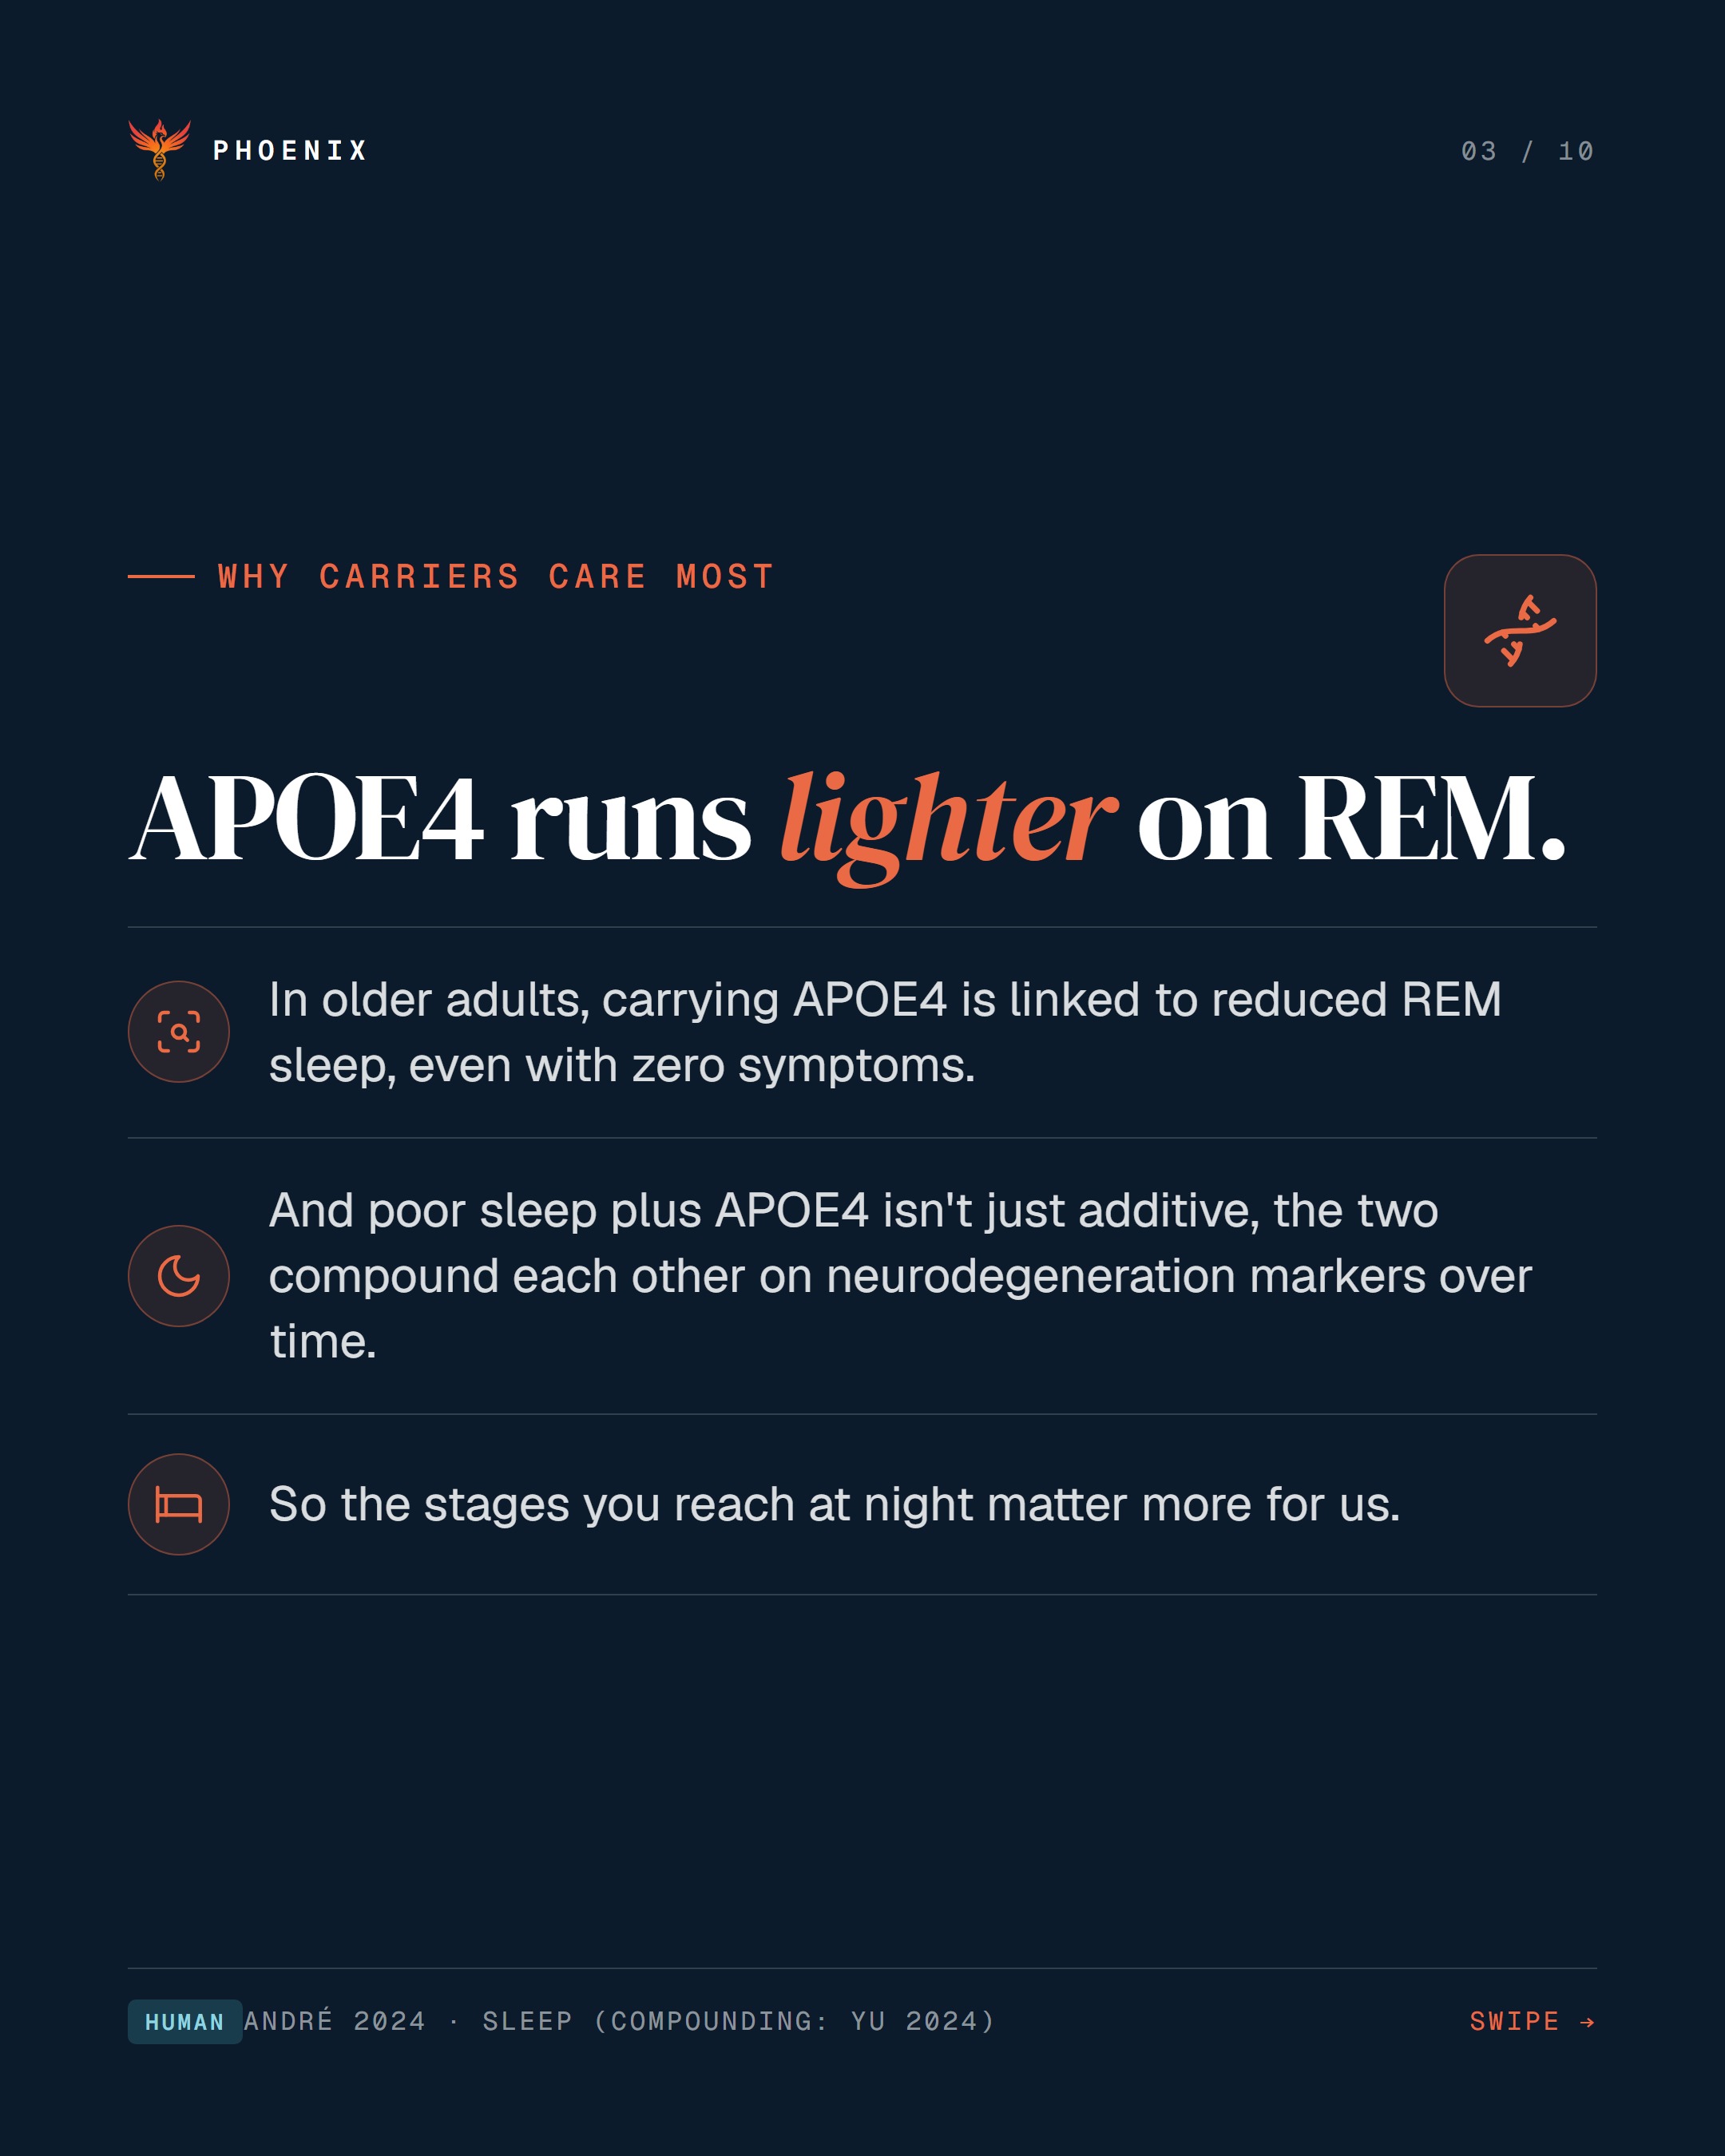 PHOENIX
03 / 10
WHY CARRIERS CARE MOST
APOE4 runs lighter on REM.
In older adults, carrying APOE4 is linked to reduced REM
sleep, even with zero symptoms.
And poor sleep plus APOE4 isn't just additive, the two
compound each other on neurodegeneration markers over
time.
So the stages you reach at night matter more for us.
HUMAN ANDRÉ 2024 · SLEEP (COMPOUNDING: YU 2024)
SWIPE →